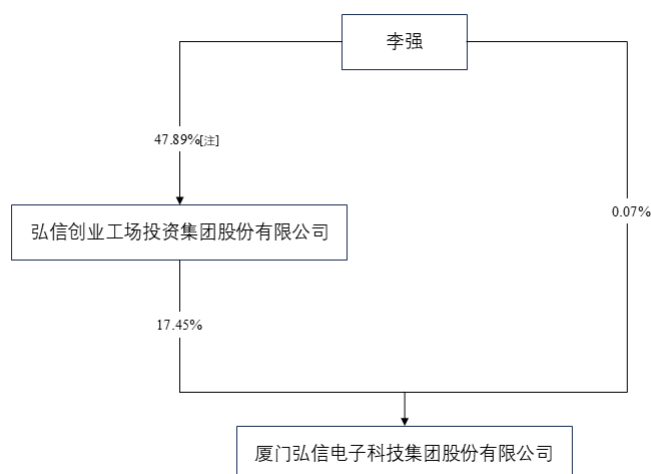 李强
47.89%[注]
弘信创业工场投资集团股份有限公司
0.07%
17.45%
厦门弘信电子科技集团股份有限公司